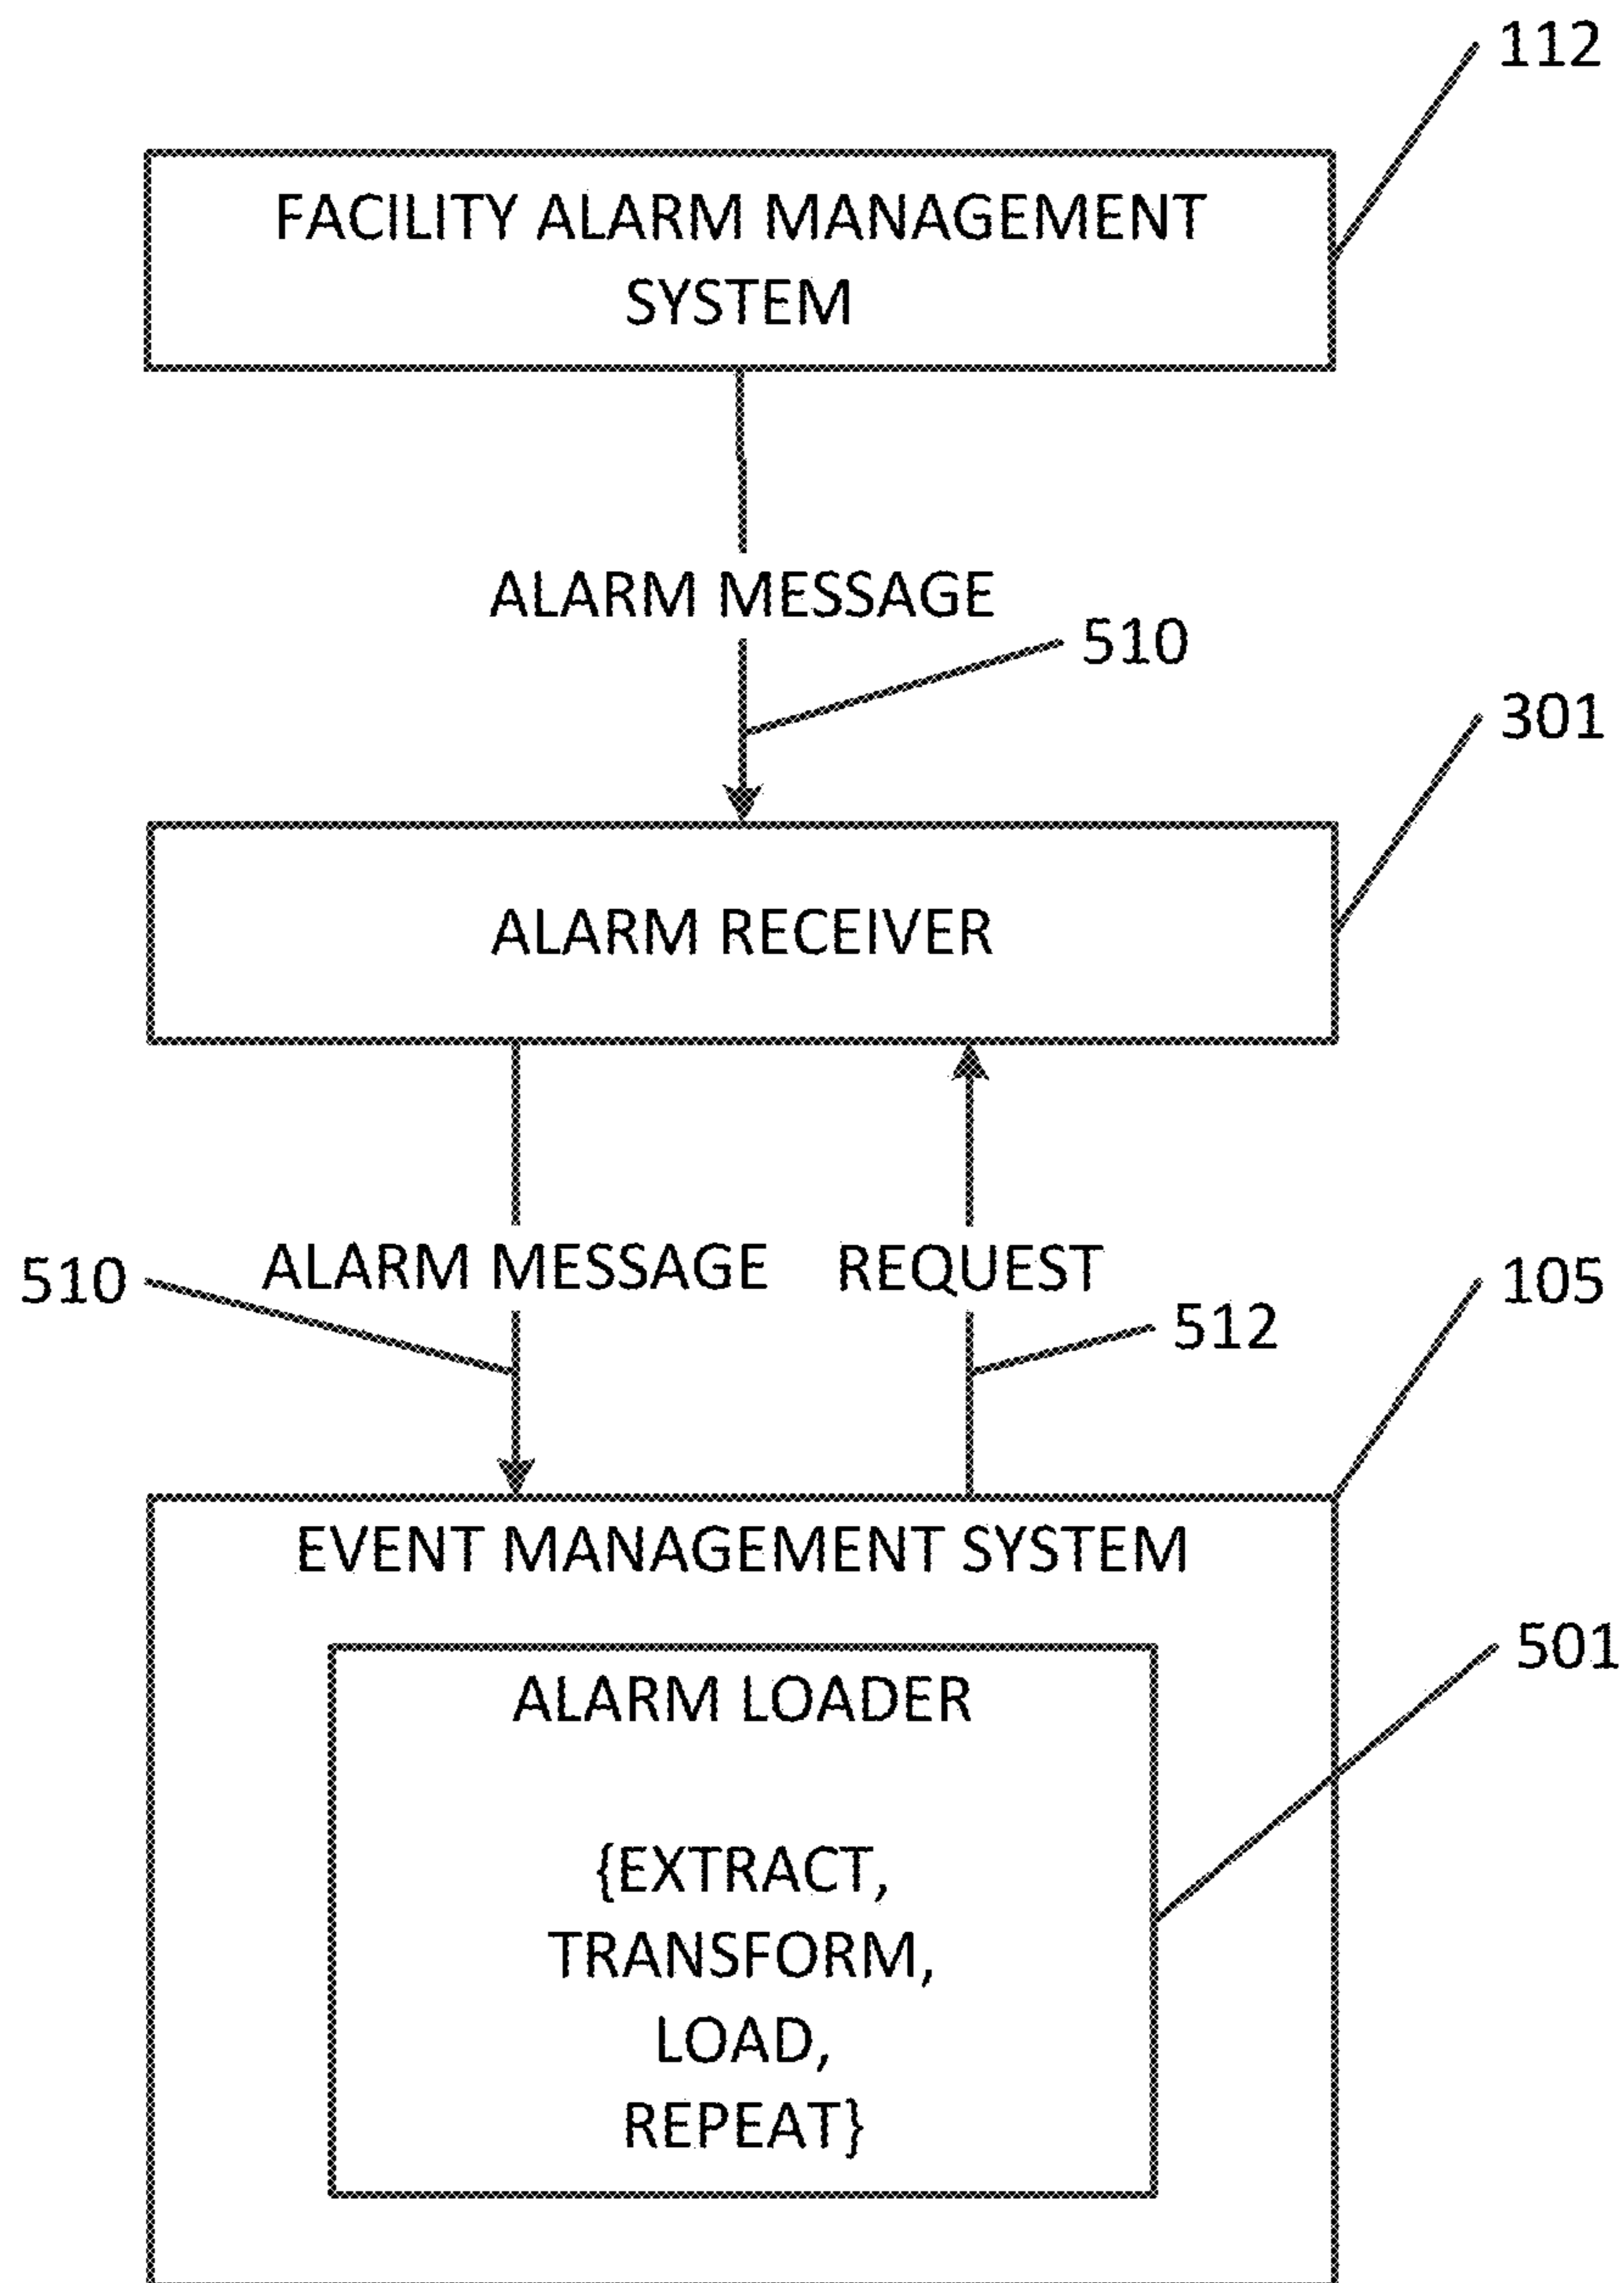 112
FACILITY ALARM MANAGEMENT
SYSTEM
ALARM MESSAGE
510
301
ALARM RECEIVER
510
ALARM MESSAGE
REQUEST
105
512
EVENT MANAGEMENT SYSTEM
501
ALARM LOADER
{EXTRACT,
TRANSFORM,
LOAD,
REPEAT}